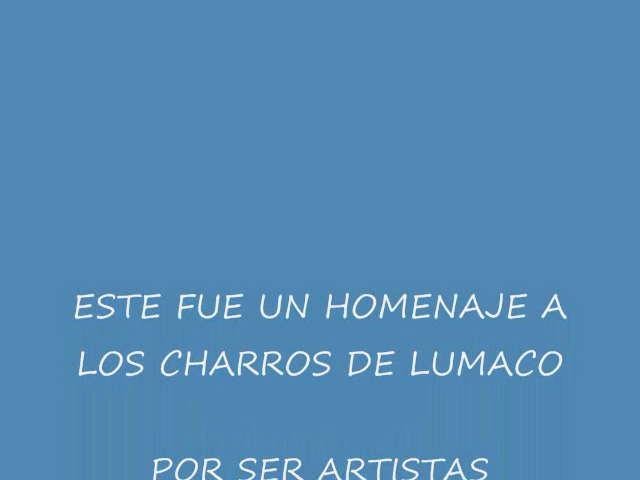 ESTE FUE UN HOMENAJE A
LOS CHARROS DE LUMACO
POR SER ARTISTAS